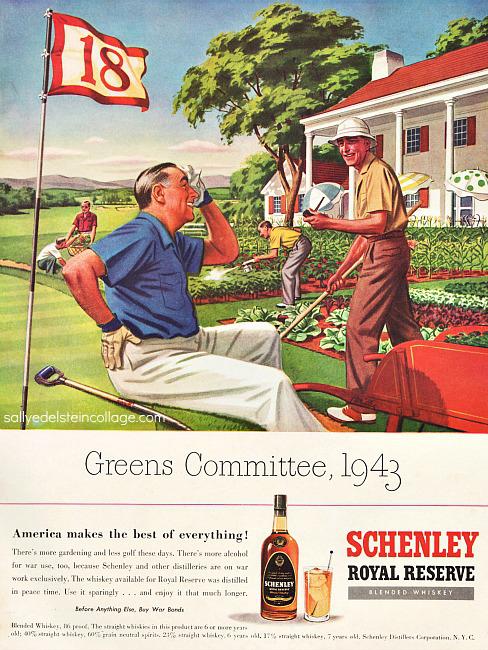 18
sallyedelsteincollage.com
Greens Committee, 1943
America makes the best of everything!
There's more gardening and less golf these days. There's more alcohol
for war use, too, because Schenley and other distilleries are on war
work exclusively. The whiskey available for Royal Reserve was distilled
in peace time. Use it sparingly . . . and enjoy it that much longer.
Before Anything Else, Buy War Bonds
SCHENLEY
SCHENLEY
ROYAL RESERVE
BLENDED WHISKEY
Blended Whiskey, 86 proof. The straight whiskies in this product are 6 or more years
old; 40% straight whiskey, 60% grain neutral spirits. 23% straight whiskey, 6 years old, 17% straight whiskey, 7 years old. Schenley Distillers Corporation, N. Y. C.